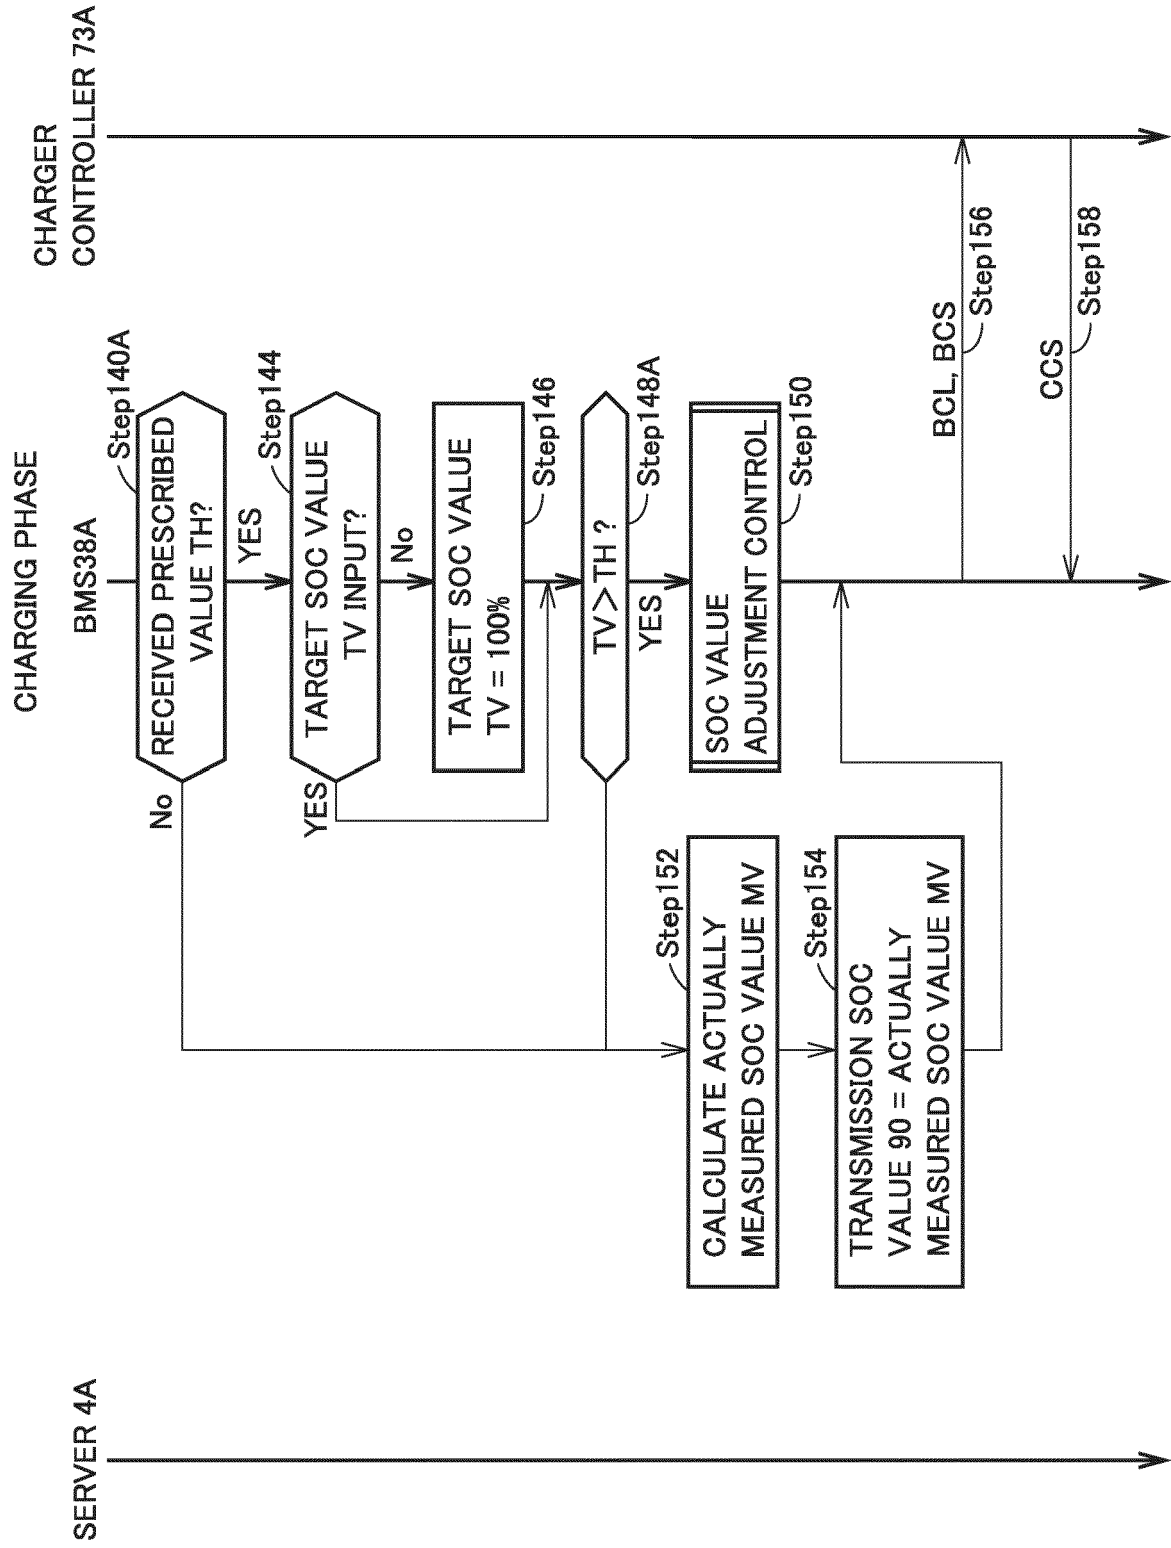 CHARGING PHASE
SERVER 4A
BMS38A
CHARGER
CONTROLLER 73A
Step140A
RECEIVED PRESCRIBED
VALUE TH?
No
YES
Step144
TARGET SOC VALUE
TV INPUT?
YES
No
TARGET SOC VALUE
TV = 100%
Step146
TV > TH ?
Step148A
YES
SOC VALUE
ADJUSTMENT CONTROL
Step150
Step152
CALCULATE ACTUALLY
MEASURED SOC VALUE MV
Step154
TRANSMISSION SOC
VALUE 90 = ACTUALLY
MEASURED SOC VALUE MV
BCL, BCS
Step156
CCS
Step158